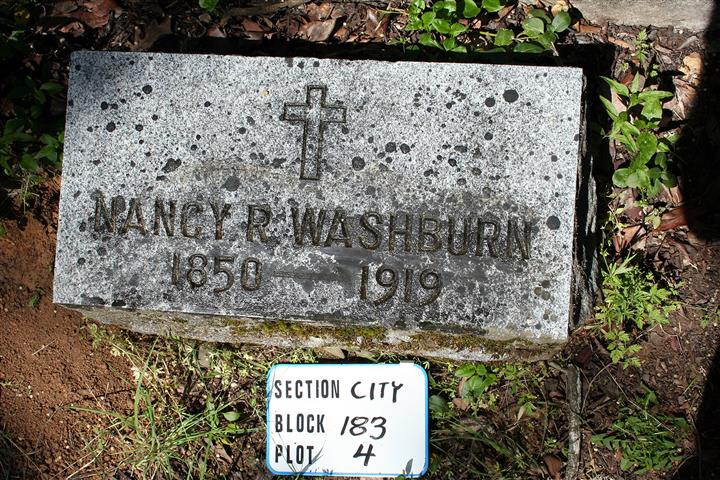 NANCY R. WASHBURN
1850 — 1919
SECTION CITY
BLOCK 183
PLOT 4